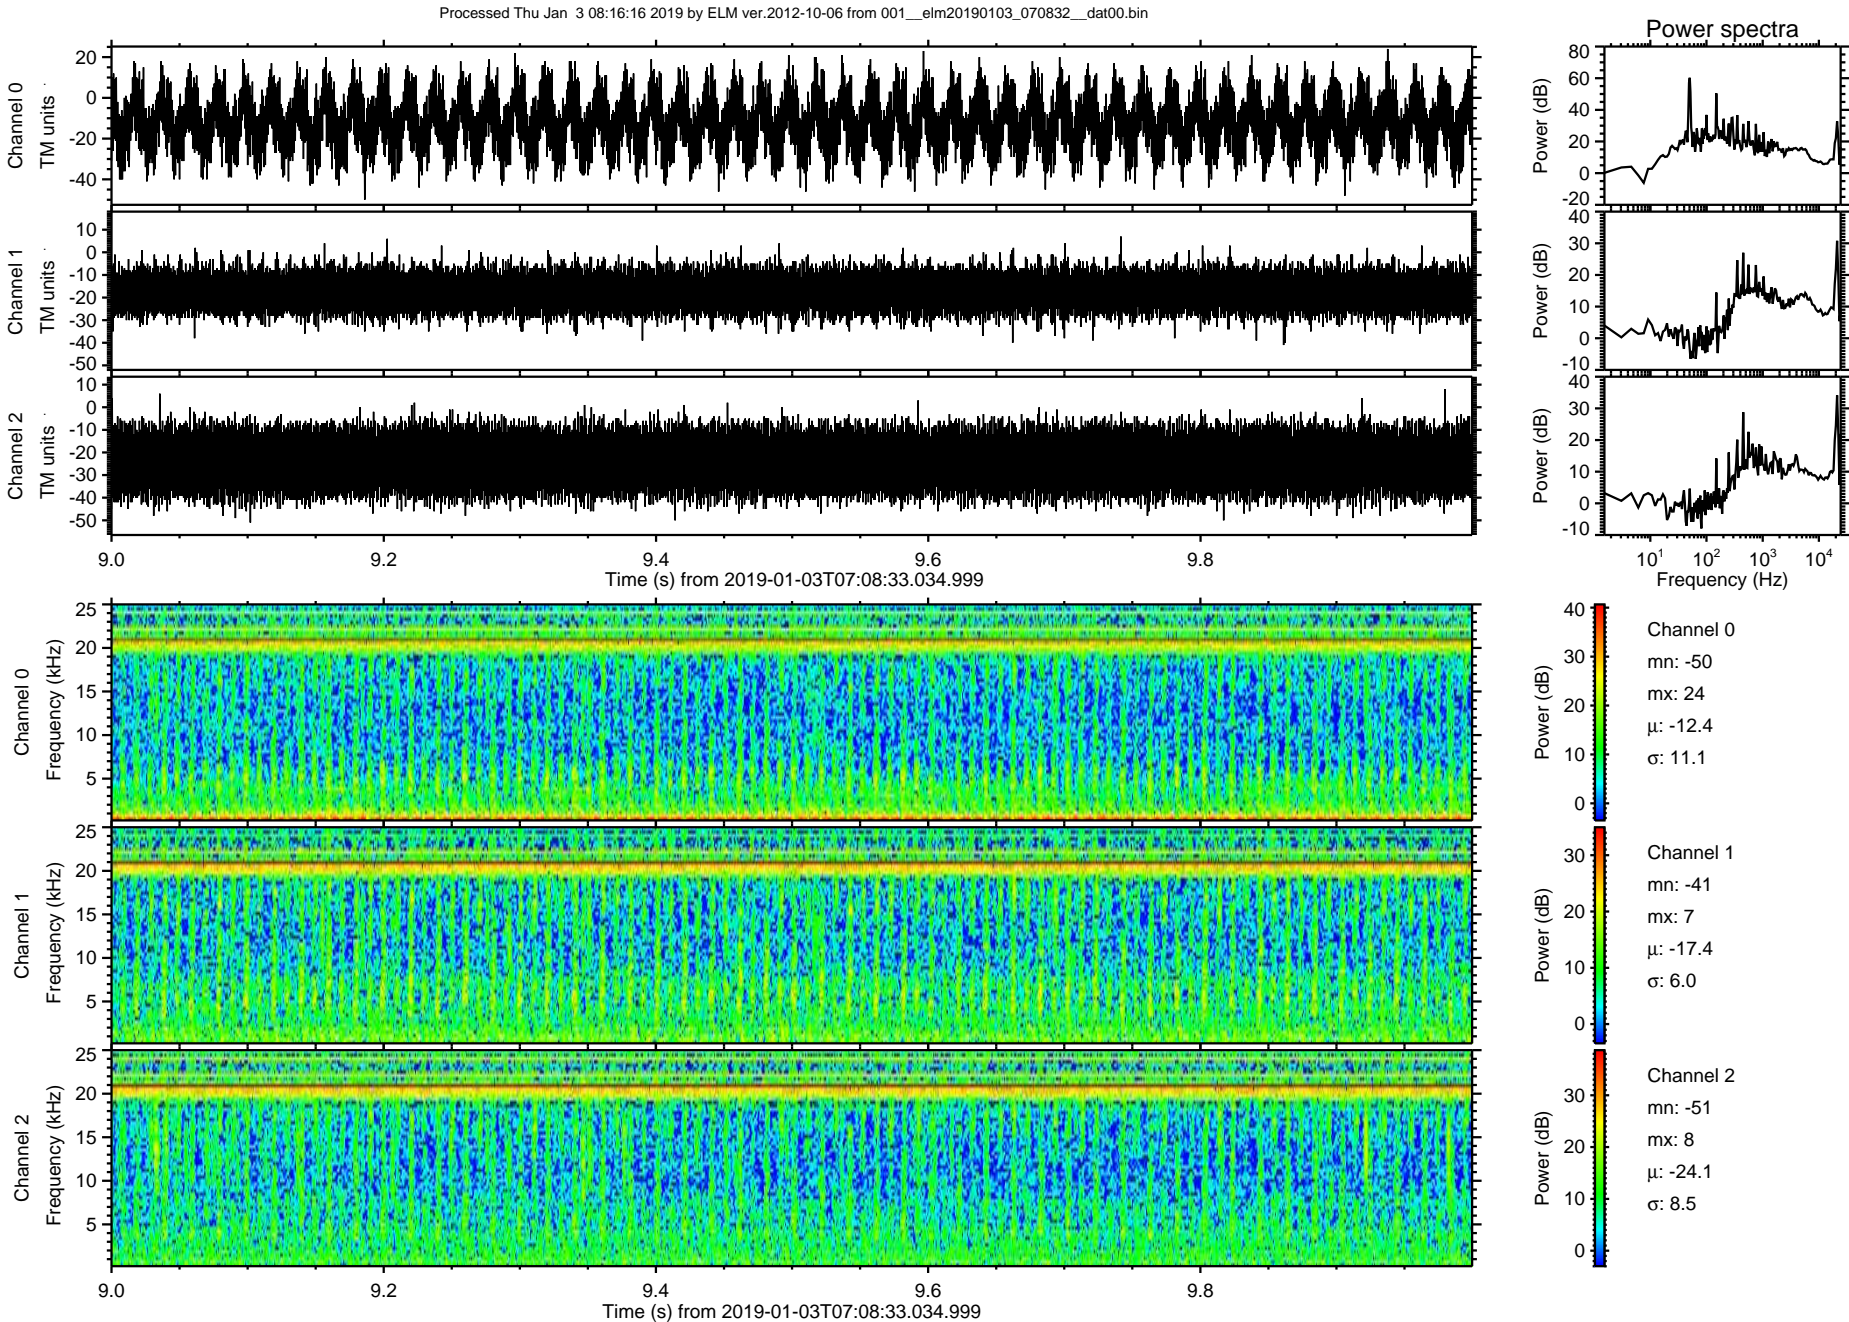 Processed Thu Jan  3 08:16:16 2019 by ELM ver.2012-10-06 from 001__elm20190103_070832__dat00.bin
Power spectra
Channel 0
TM units
20
0
-20
-40
Power (dB)
80
60
40
20
0
-20
Channel 1
TM units
10
0
-10
-20
-30
-40
-50
Power (dB)
40
30
20
10
0
-10
Channel 2
TM units
10
0
-10
-20
-30
-40
-50
Power (dB)
40
30
20
10
0
-10
9.0 9.2 9.4 9.6 9.8
Time (s) from 2019-01-03T07:08:33.034.999
10¹ 10² 10³ 10⁴
Frequency (Hz)
Channel 0
Frequency (kHz)
25
20
15
10
5
Power (dB)
40
30
20
10
0
Channel 0
mn: -50
mx: 24
μ: -12.4
σ: 11.1
Channel 1
Frequency (kHz)
25
20
15
10
5
Power (dB)
30
20
10
0
Channel 1
mn: -41
mx: 7
μ: -17.4
σ: 6.0
Channel 2
Frequency (kHz)
25
20
15
10
5
Power (dB)
30
20
10
0
Channel 2
mn: -51
mx: 8
μ: -24.1
σ: 8.5
9.0 9.2 9.4 9.6 9.8
Time (s) from 2019-01-03T07:08:33.034.999